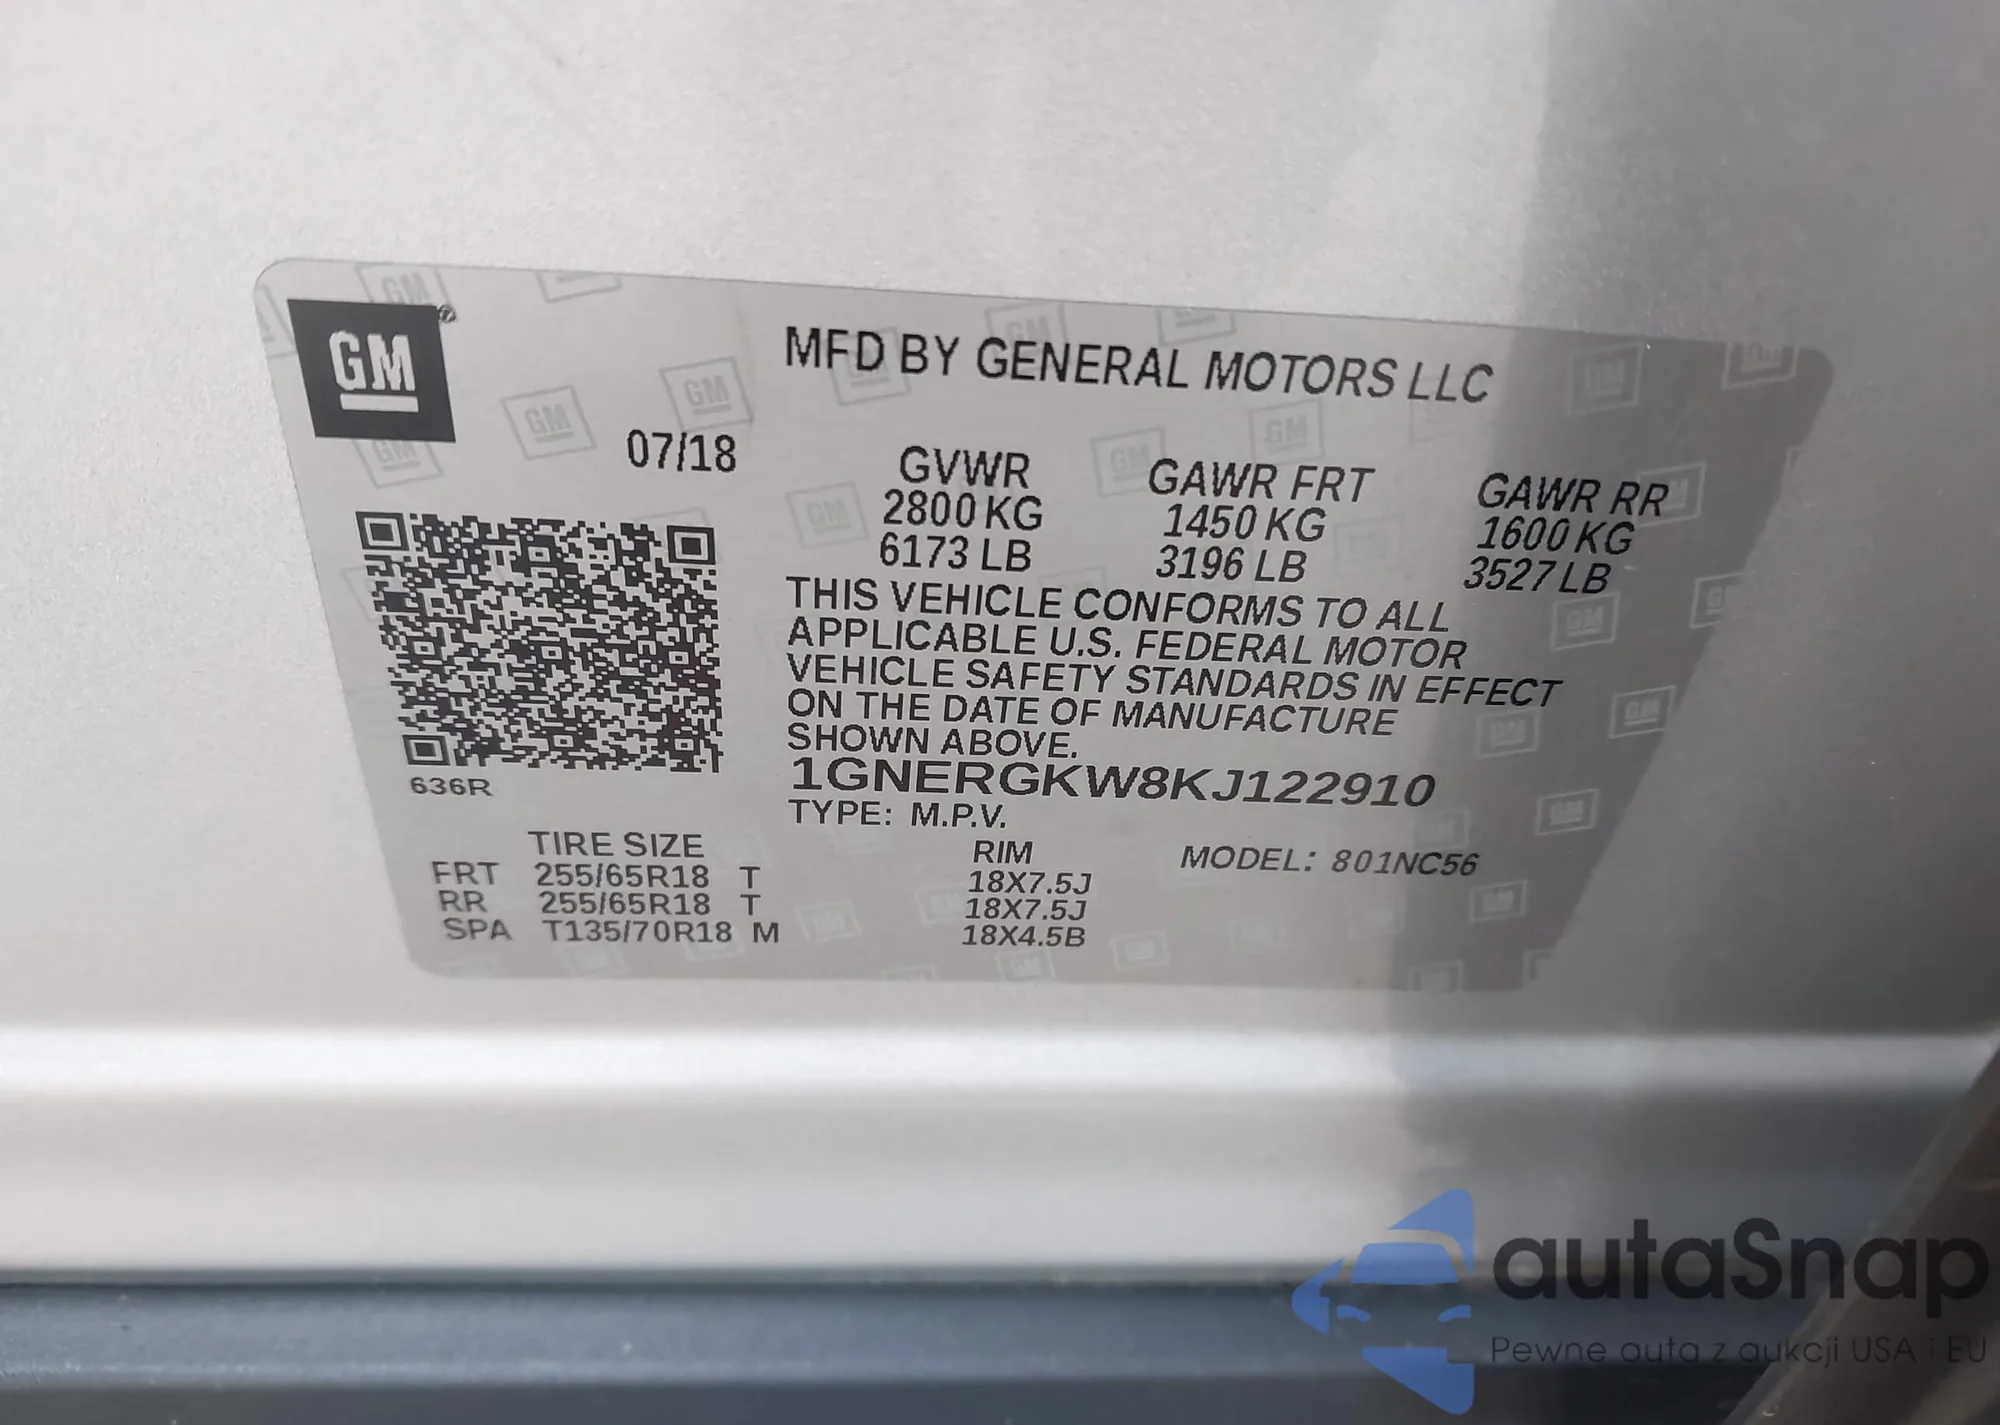 GM
MFD BY GENERAL MOTORS LLC
07/18
GVWR GAWR FRT GAWR RR
2800 KG 1450 KG 1600 KG
6173 LB 3196 LB 3527 LB
THIS VEHICLE CONFORMS TO ALL
APPLICABLE U.S. FEDERAL MOTOR
VEHICLE SAFETY STANDARDS IN EFFECT
ON THE DATE OF MANUFACTURE
SHOWN ABOVE.
1GNERGKW8KJ122910
636R
TYPE: M.P.V.
TIRE SIZE RIM MODEL: 801NC56
FRT 255/65R18 T 18X7.5J
RR 255/65R18 T 18X7.5J
SPA T135/70R18 M 18X4.5B
autaSnap
Pewne auta z aukcji USA i EU